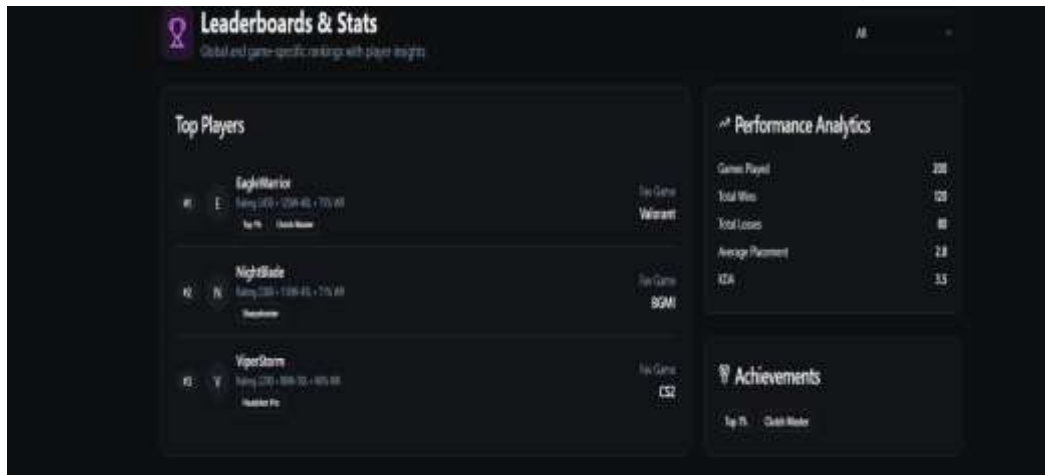 Leaderboards & Stats
All
Global and game-specific rankings with player insights
Top Players
#1
E
EagleWarrior
Top 1% Clutch Master
Fav Game
Valorant
#2
N
NightBlade
Fav Game
BGMI
#3
V
ViperStorm
Fav Game
CS2
Performance Analytics
Games Played 200
Total Wins 120
Total Losses 80
Average Placement 2.8
KDA 3.5
Achievements
Top 1% Clutch Master